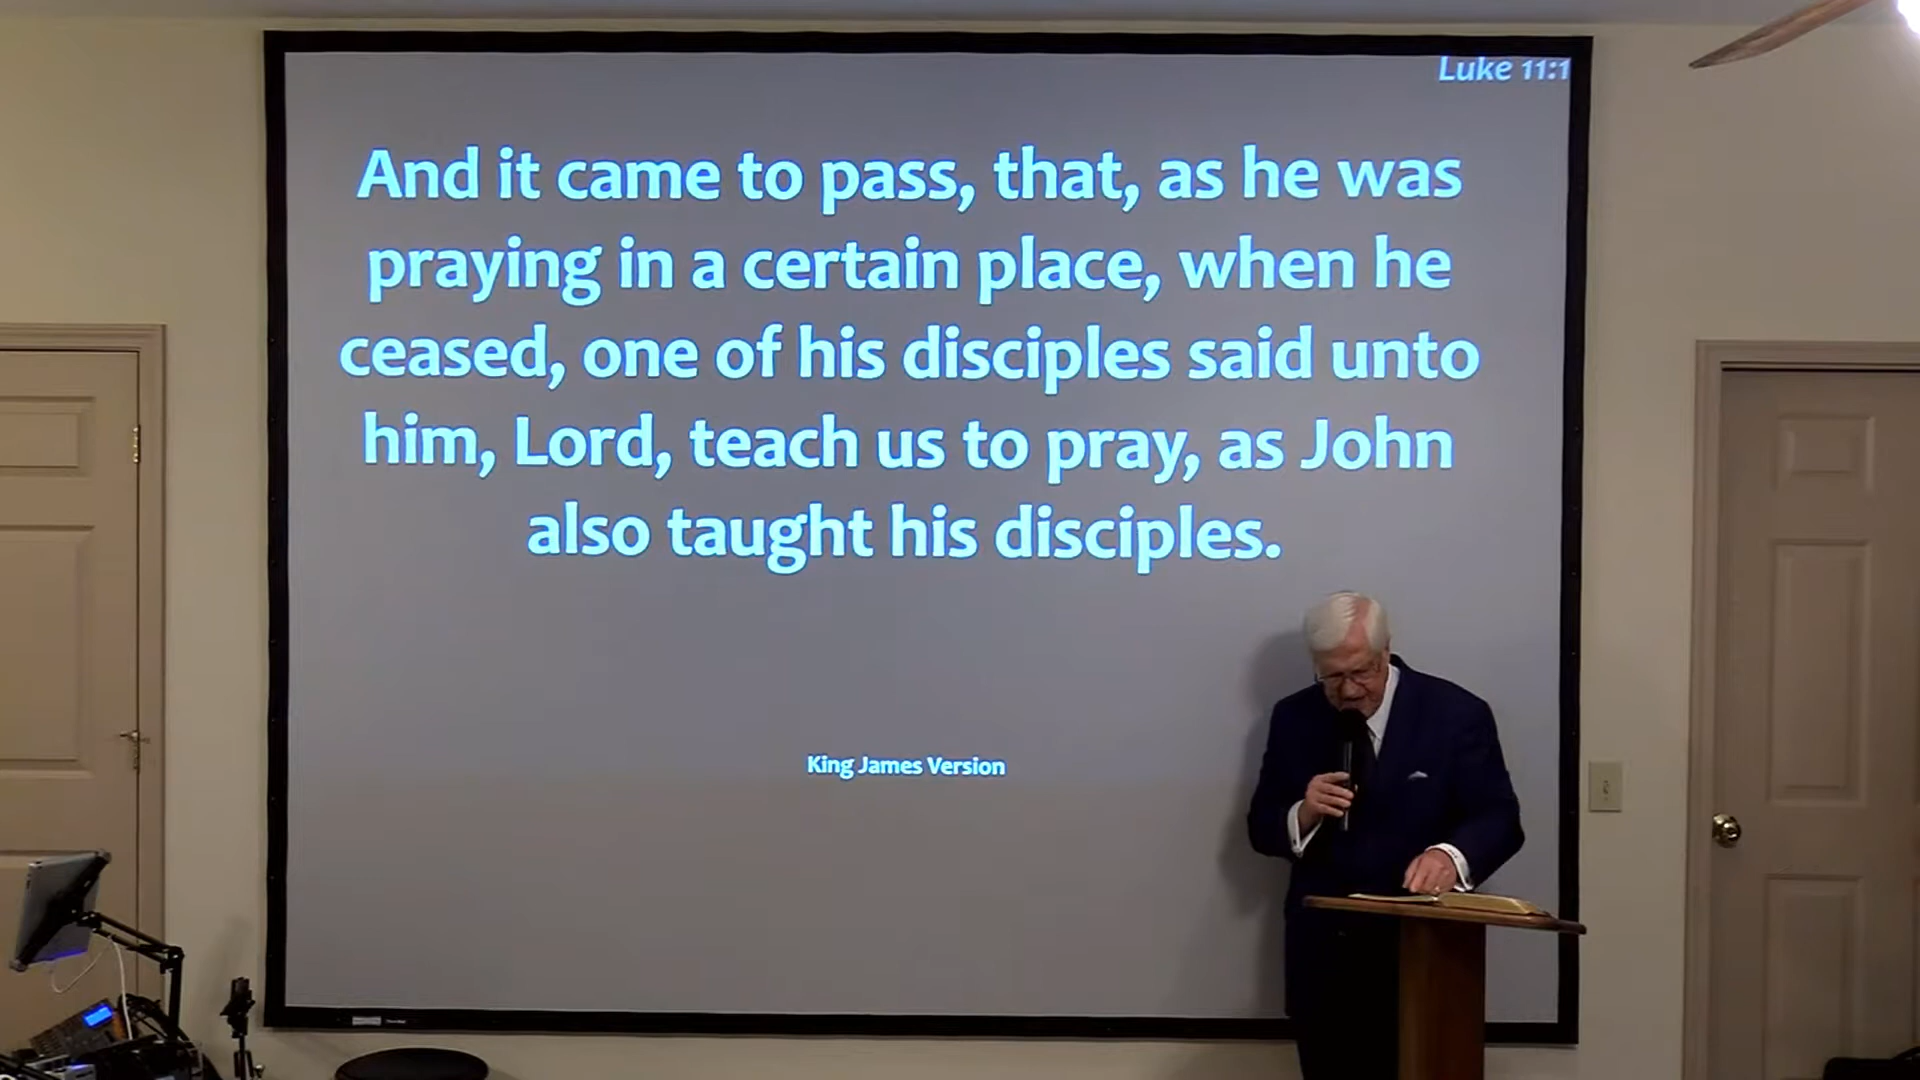 Luke 11:1
And it came to pass, that, as he was
praying in a certain place, when he
ceased, one of his disciples said unto
him, Lord, teach us to pray, as John
also taught his disciples.
King James Version